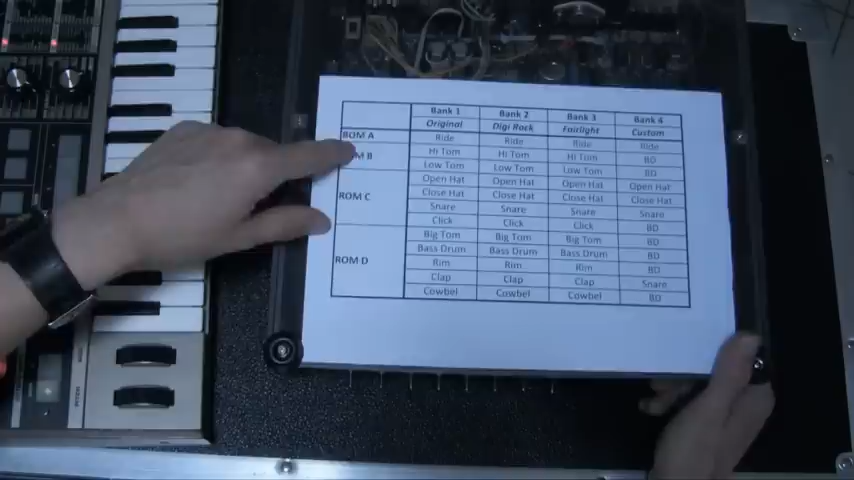 Bank 1 Bank 2 Bank 3 Bank 4
Original Digi Rock Fairlight Custom
ROM A Ride Ride Ride Ride
M B Hi Tom Hi Tom Hi Tom BD
Low Tom Low Tom Low Tom BD
ROM C Open Hat Open Hat Open Hat Open Hat
Close Hat Close Hat Close Hat Close Hat
Snare Snare Snare Snare
Click Click Click BD
ROM D Big Tom Big Tom Big Tom BD
Bass Drum Bass Drum Bass Drum BD
Rim Rim Rim BD
Clap Clap Clap Snare
Cowbel Cowbel Cowbel BD
PITCH